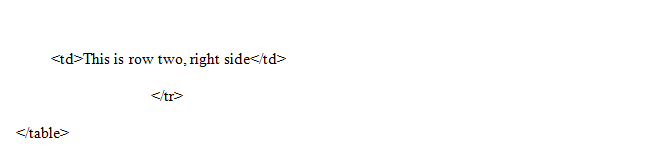 <td>This is row two, right side</td>
</tr>
</table>